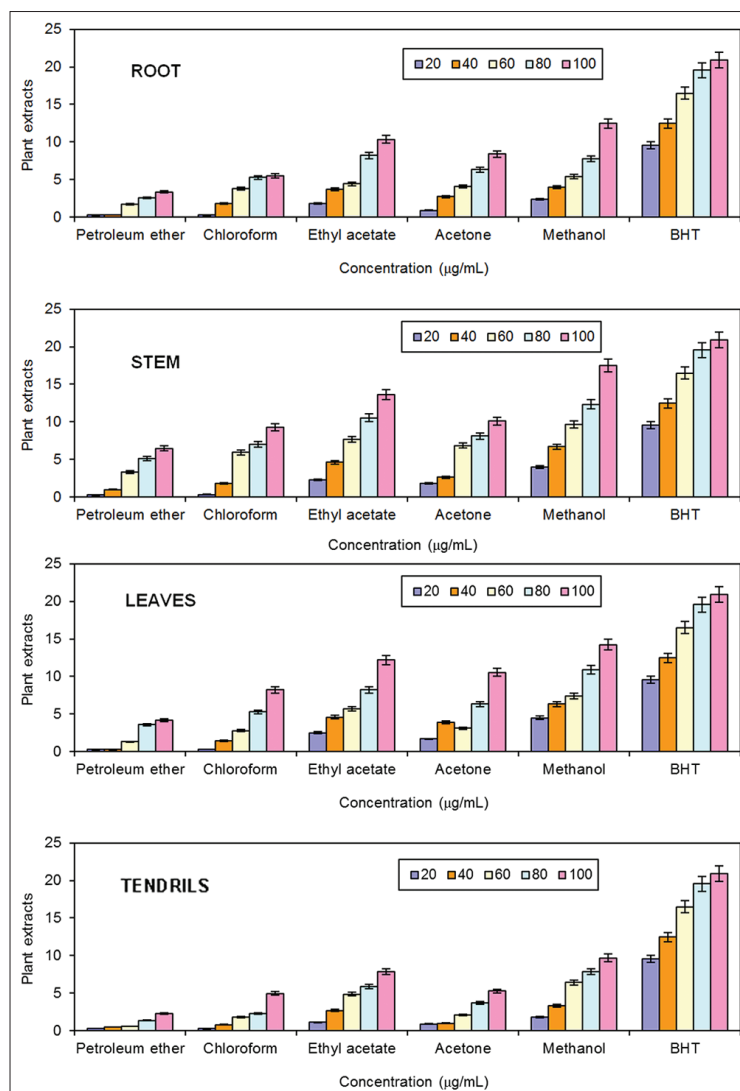 25
20
15
10
5
0
Plant extracts
ROOT
20 40 60 80 100
Petroleum ether Chloroform Ethyl acetate Acetone Methanol BHT
Concentration (µg/mL)
25
20
15
10
5
0
Plant extracts
STEM
20 40 60 80 100
Petroleum ether Chloroform Ethyl acetate Acetone Methanol BHT
Concentration (µg/mL)
25
20
15
10
5
0
Plant extracts
LEAVES
20 40 60 80 100
Petroleum ether Chloroform Ethyl acetate Acetone Methanol BHT
Concentration (µg/mL)
25
20
15
10
5
0
Plant extracts
TENDRILS
20 40 60 80 100
Petroleum ether Chloroform Ethyl acetate Acetone Methanol BHT
Concentration (µg/mL)